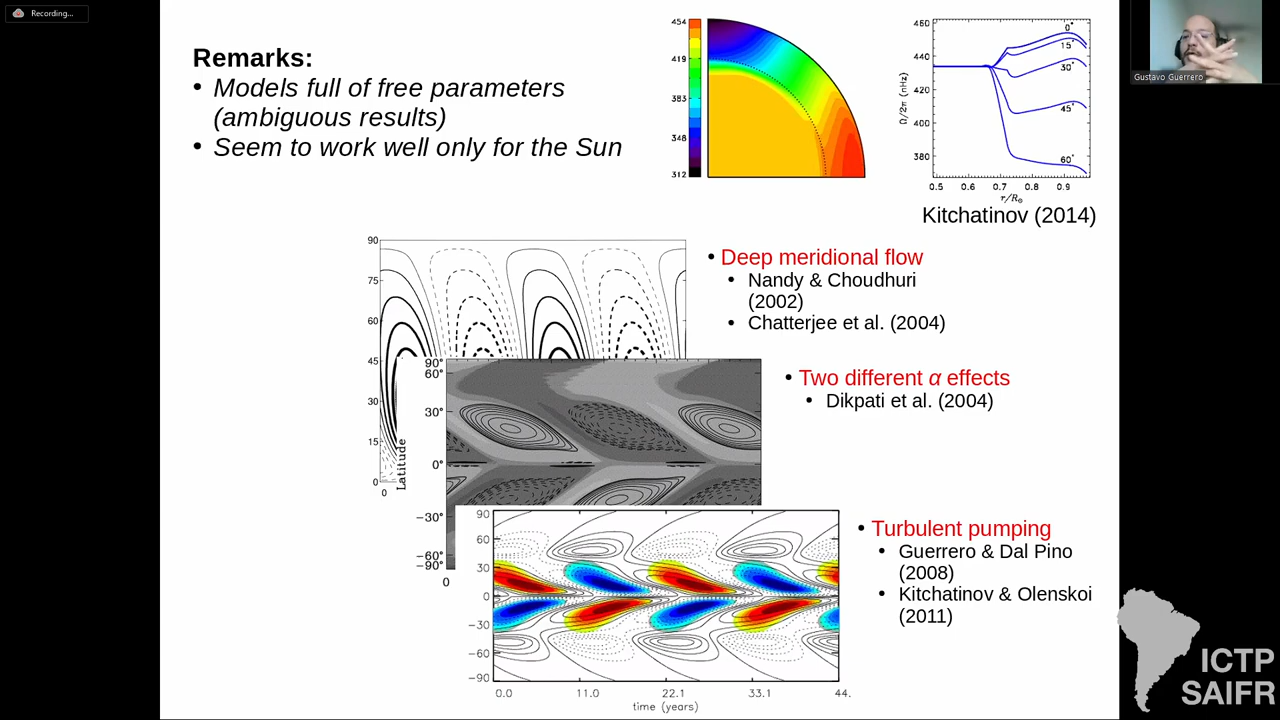 Recording...
Remarks:
• Models full of free parameters
(ambiguous results)
• Seem to work well only for the Sun
454
419
383
348
312
460
440
420
400
380
Ω/2π (nHz)
0°
15°
30°
45°
60°
0.5 0.6 0.7 0.8 0.9
r/R⊙
Kitchatinov (2014)
Gustavo Guerrero
90
75
60
45
30
15
0
0
• Deep meridional flow
• Nandy & Choudhuri
(2002)
• Chatterjee et al. (2004)
90°
60°
30°
0°
−30°
−60°
−90°
Latitude
0
• Two different α effects
• Dikpati et al. (2004)
90
60
30
0
−30
−60
−90
0.0 11.0 22.1 33.1 44.
time (years)
• Turbulent pumping
• Guerrero & Dal Pino
(2008)
• Kitchatinov & Olenskoi
(2011)
ICTP
SAIFR